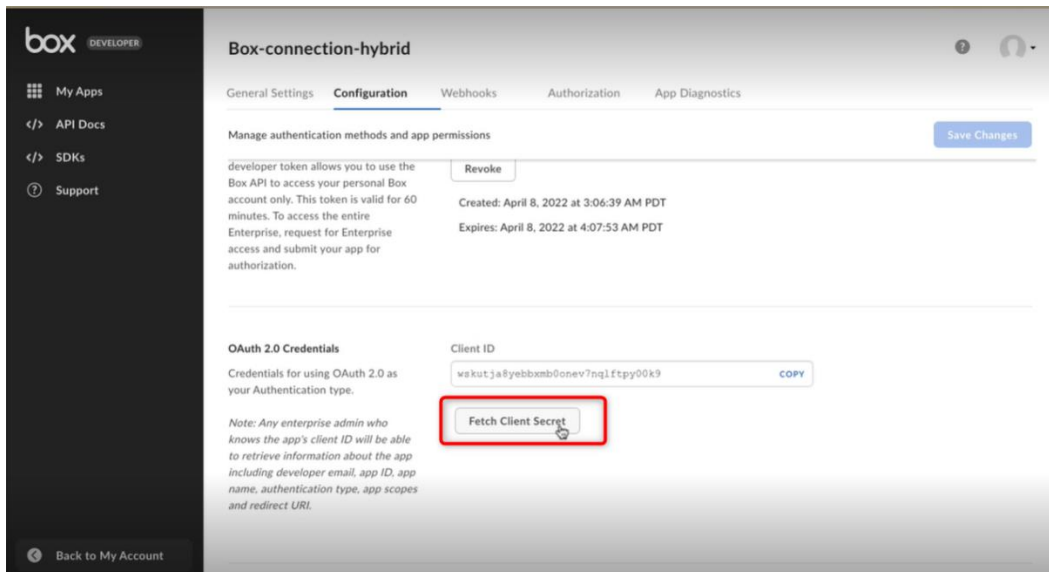 box DEVELOPER
My Apps
</> API Docs
</> SDKs
Support
Back to My Account
Box-connection-hybrid
General Settings Configuration Webhooks Authorization App Diagnostics
Manage authentication methods and app permissions
Save Changes
developer token allows you to use the
Box API to access your personal Box
account only. This token is valid for 60
minutes. To access the entire
Enterprise, request for Enterprise
access and submit your app for
authorization.
Revoke
Created: April 8, 2022 at 3:06:39 AM PDT
Expires: April 8, 2022 at 4:07:53 AM PDT
OAuth 2.0 Credentials
Credentials for using OAuth 2.0 as
your Authentication type.
Note: Any enterprise admin who
knows the app's client ID will be able
to retrieve information about the app
including developer email, app ID, app
name, authentication type, app scopes
and redirect URI.
Client ID
wskutja8yebbxmb0onev7nqlftpy00k9
COPY
Fetch Client Secret